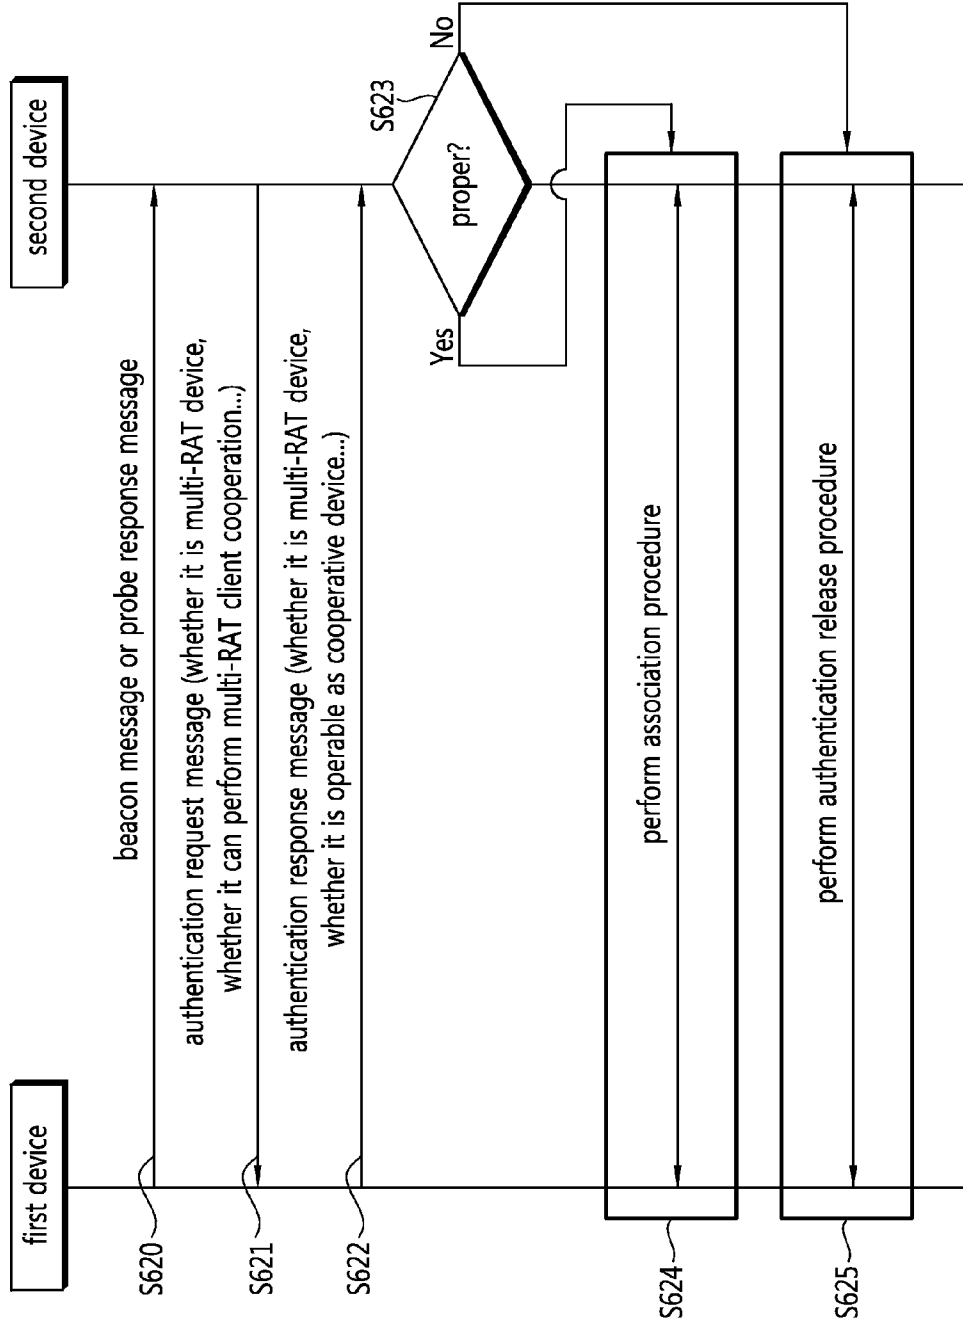 first device
second device
beacon message or probe response message
S620
authentication request message (whether it is multi-RAT device,
whether it can perform multi-RAT client cooperation...)
S621
authentication response message (whether it is multi-RAT device,
whether it is operable as cooperative device...)
S622
S623
proper?
Yes
No
perform association procedure
S624
perform authentication release procedure
S625